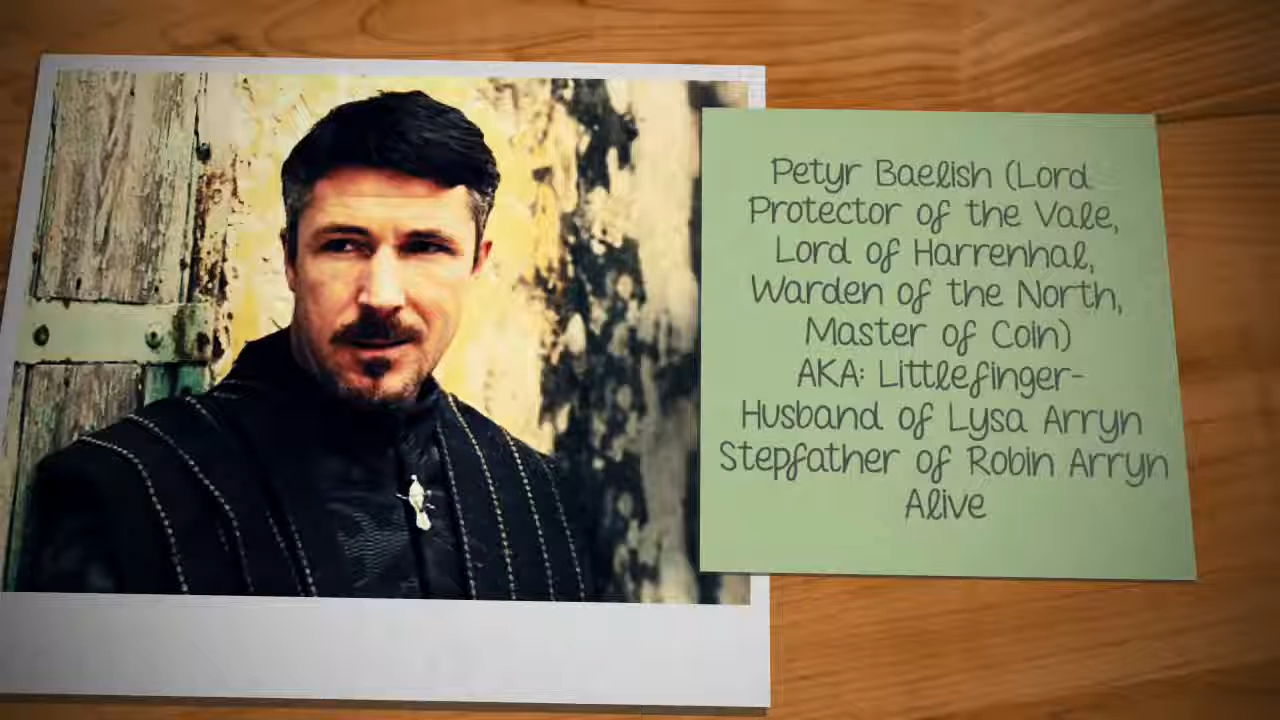 Petyr Baelish (Lord
Protector of the Vale,
Lord of Harrenhal,
Warden of the North,
Master of Coin)
AKA: Littlefinger-
Husband of Lysa Arryn
Stepfather of Robin Arryn
Alive